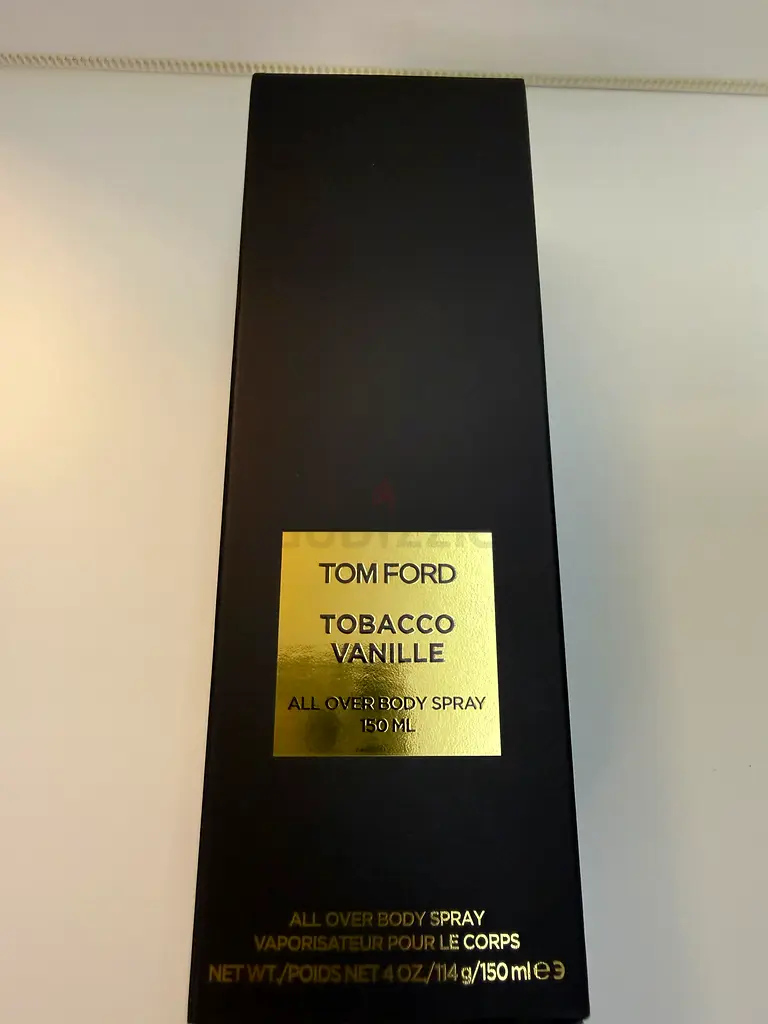 TOM FORD
TOBACCO
VANILLE
ALL OVER BODY SPRAY
150 ML
ALL OVER BODY SPRAY
VAPORISATEUR POUR LE CORPS
NET WT./POIDS NET 4 OZ./114 g/150 ml e